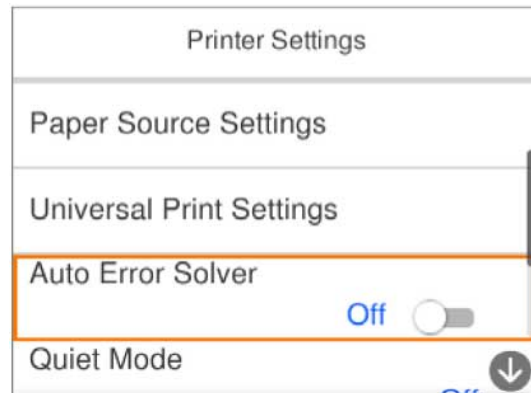 Printer Settings
Paper Source Settings
Universal Print Settings
Auto Error Solver
Off
Quiet Mode